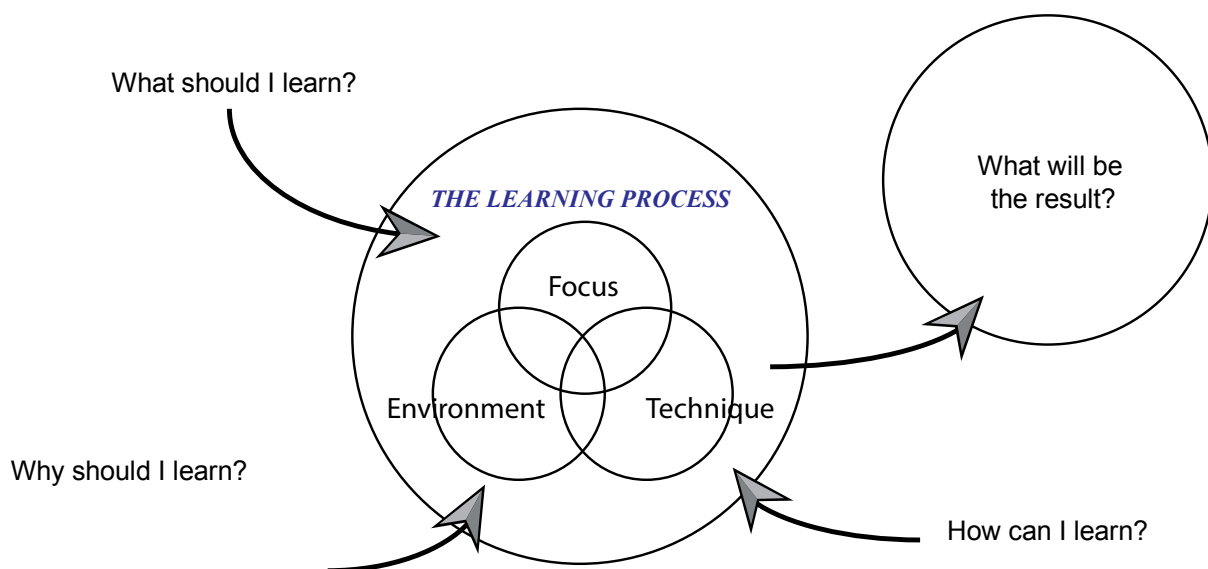 What should I learn?
What will be
the result?
THE LEARNING PROCESS
Focus
Environment
Technique
Why should I learn?
How can I learn?